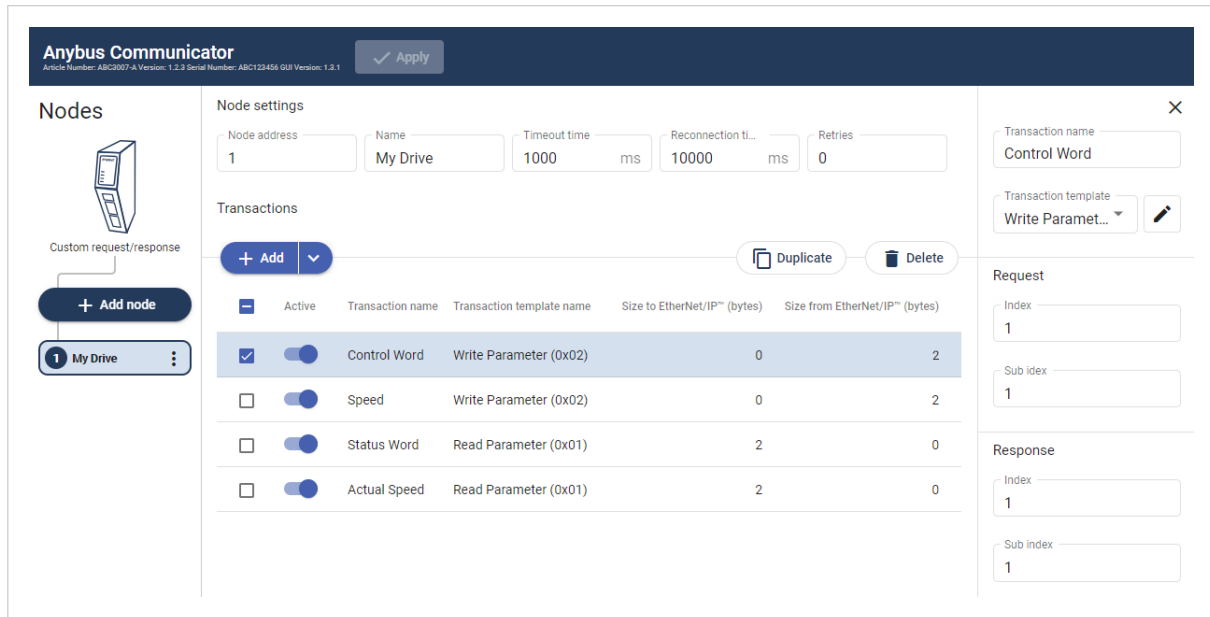 Anybus Communicator
Article Number: ABC3007-A Version: 1.2.3 Serial Number: ABC123456 GUI Version: 1.3.1
Apply
Nodes
Custom request/response
+ Add node
1 My Drive
Node settings
Node address
1
Name
My Drive
Timeout time
1000 ms
Reconnection ti...
10000 ms
Retries
0
Transactions
+ Add
Duplicate
Delete
Active Transaction name Transaction template name Size to EtherNet/IP™ (bytes) Size from EtherNet/IP™ (bytes)
Control Word Write Parameter (0x02) 0 2
Speed Write Parameter (0x02) 0 2
Status Word Read Parameter (0x01) 2 0
Actual Speed Read Parameter (0x01) 2 0
Transaction name
Control Word
Transaction template
Write Paramet...
Request
Index
1
Sub idex
1
Response
Index
1
Sub index
1